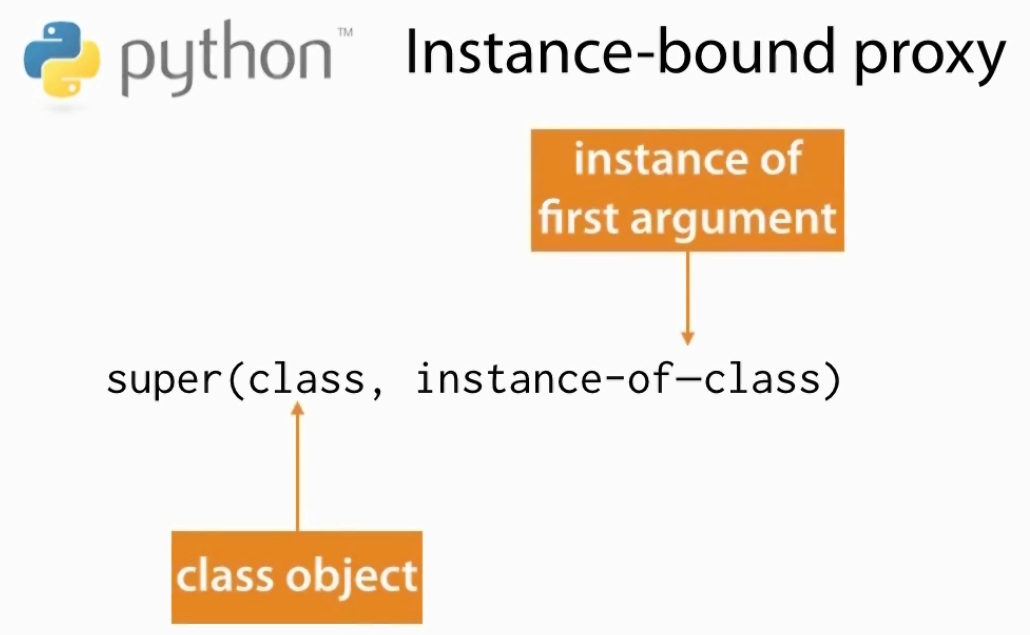 python™ Instance-bound proxy
instance of
first argument
super(class, instance-of-class)
class object